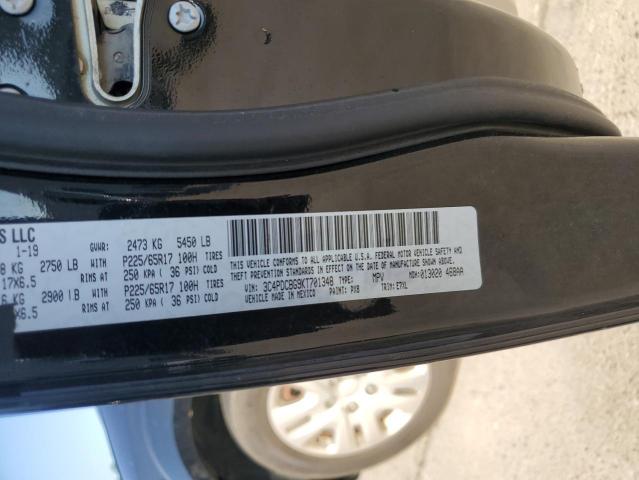 S LLC
1-19
GVWR: 2473 KG 5450 LB
8 KG 2750 LB WITH P225/65R17 100H TIRES
17X6.5 RIMS AT 250 KPA ( 36 PSI) COLD
6 KG 2900 LB WITH P225/65R17 100H TIRES
X6.5 RIMS AT 250 KPA ( 36 PSI) COLD
THIS VEHICLE CONFORMS TO ALL APPLICABLE U.S.A. FEDERAL MOTOR VEHICLE SAFETY, BUMPER AND
THEFT PREVENTION STANDARDS IN EFFECT ON THE DATE OF MANUFACTURE SHOWN ABOVE.
VIN: 3C4PDCBG9KT701348 TYPE: MPV MDH: 013020 468AA
MADE IN MEXICO PAINT: PX8 TRIM: E7XL